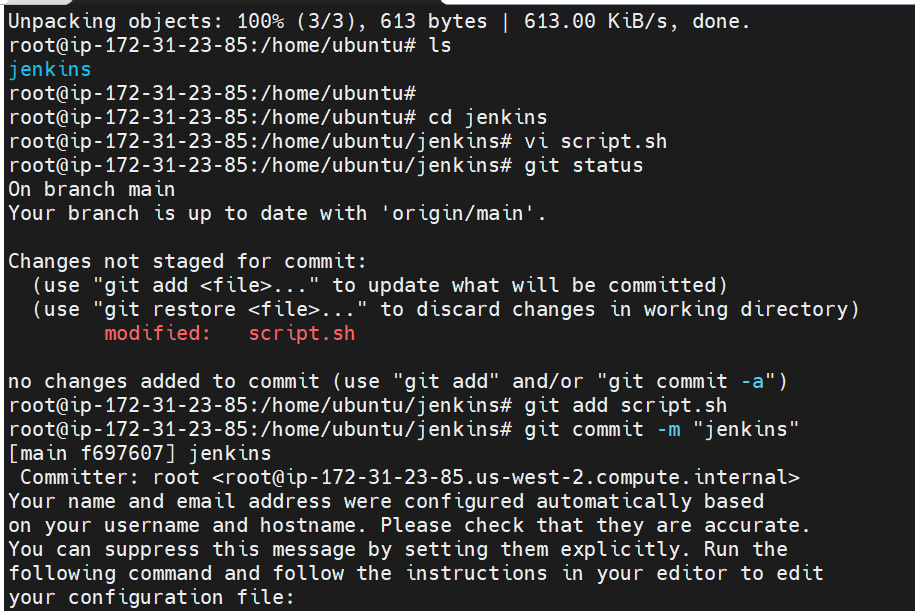 Unpacking objects: 100% (3/3), 613 bytes | 613.00 KiB/s, done.
root@ip-172-31-23-85:/home/ubuntu# ls
jenkins
root@ip-172-31-23-85:/home/ubuntu#
root@ip-172-31-23-85:/home/ubuntu# cd jenkins
root@ip-172-31-23-85:/home/ubuntu/jenkins# vi script.sh
root@ip-172-31-23-85:/home/ubuntu/jenkins# git status
On branch main
Your branch is up to date with 'origin/main'.

Changes not staged for commit:
  (use "git add <file>..." to update what will be committed)
  (use "git restore <file>..." to discard changes in working directory)
        modified:   script.sh

no changes added to commit (use "git add" and/or "git commit -a")
root@ip-172-31-23-85:/home/ubuntu/jenkins# git add script.sh
root@ip-172-31-23-85:/home/ubuntu/jenkins# git commit -m "jenkins"
[main f697607] jenkins
 Committer: root <root@ip-172-31-23-85.us-west-2.compute.internal>
Your name and email address were configured automatically based
on your username and hostname. Please check that they are accurate.
You can suppress this message by setting them explicitly. Run the
following command and follow the instructions in your editor to edit
your configuration file: